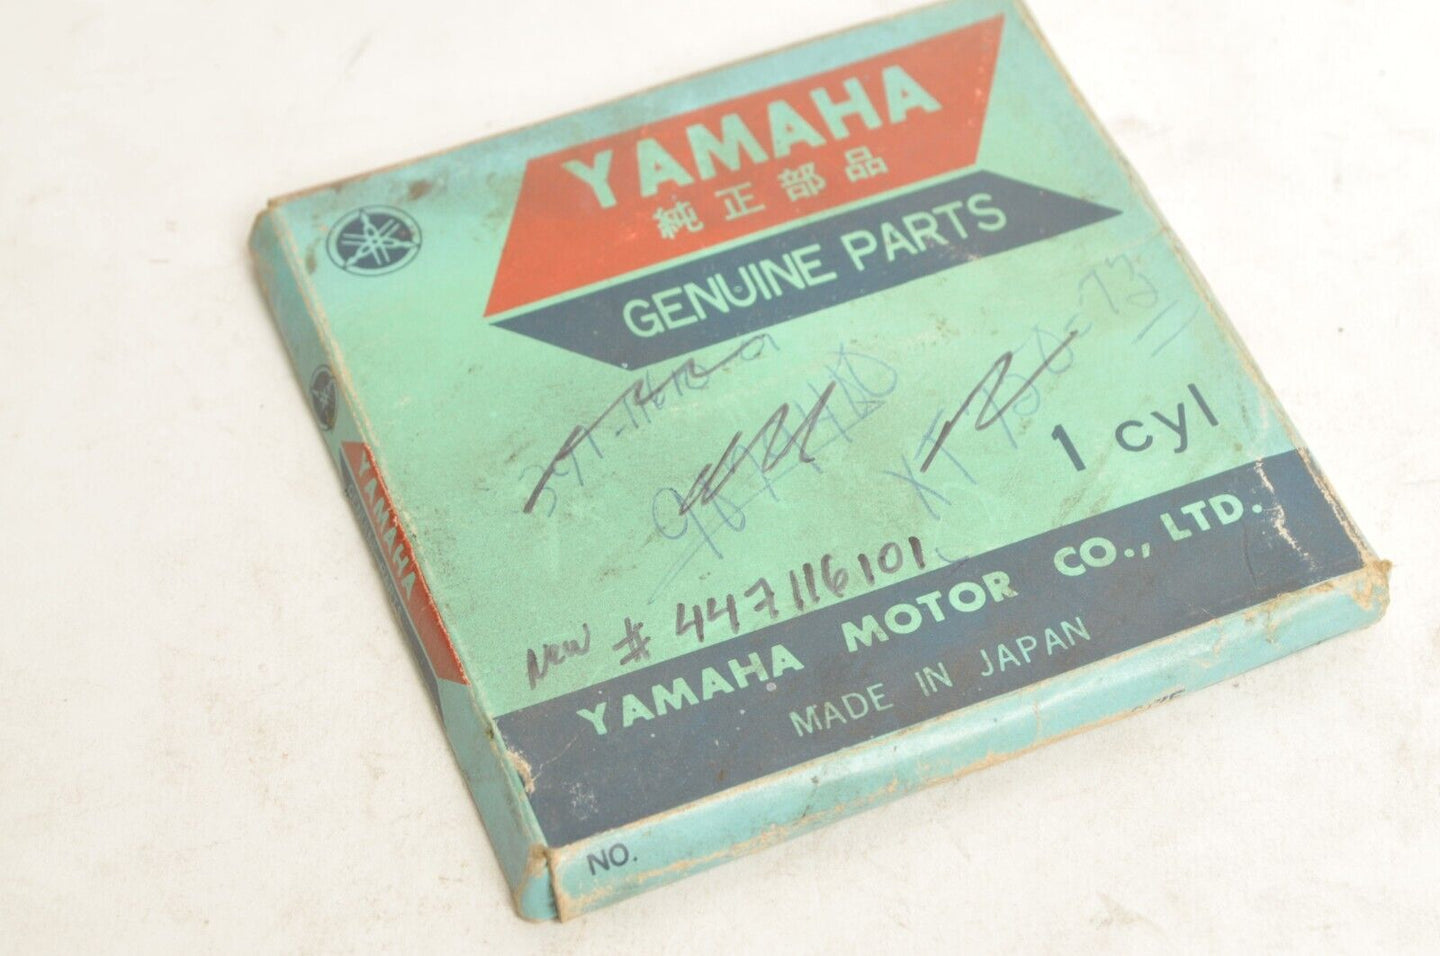 YAMAHA
純正部品
GENUINE PARTS
1 cyl
New # 447116101
YAMAHA MOTOR CO., LTD.
MADE IN JAPAN
NO.
YAMAHA